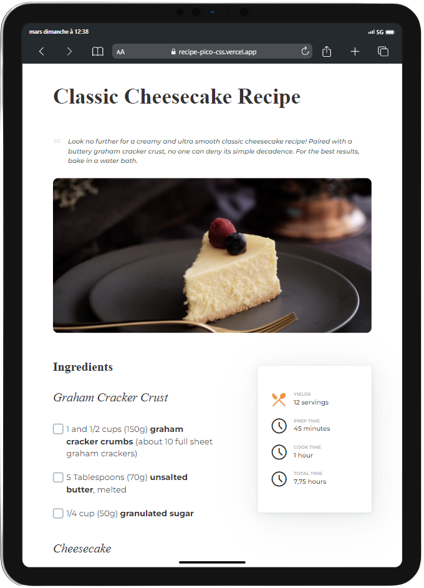 mars dimanche à 12:38
5G
AA
recipe-pico-css.vercel.app
Classic Cheesecake Recipe
Look no further for a creamy and ultra smooth classic cheesecake recipe! Paired with a
buttery graham cracker crust, no one can deny its simple decadence. For the best results,
bake in a water bath.
Ingredients
Graham Cracker Crust
1 and 1/2 cups (150g) graham
cracker crumbs (about 10 full sheet
graham crackers)
5 Tablespoons (70g) unsalted
butter, melted
1/4 cup (50g) granulated sugar
Cheesecake
YIELDS
12 servings
PREP TIME
45 minutes
COOK TIME
1 hour
TOTAL TIME
7,75 hours